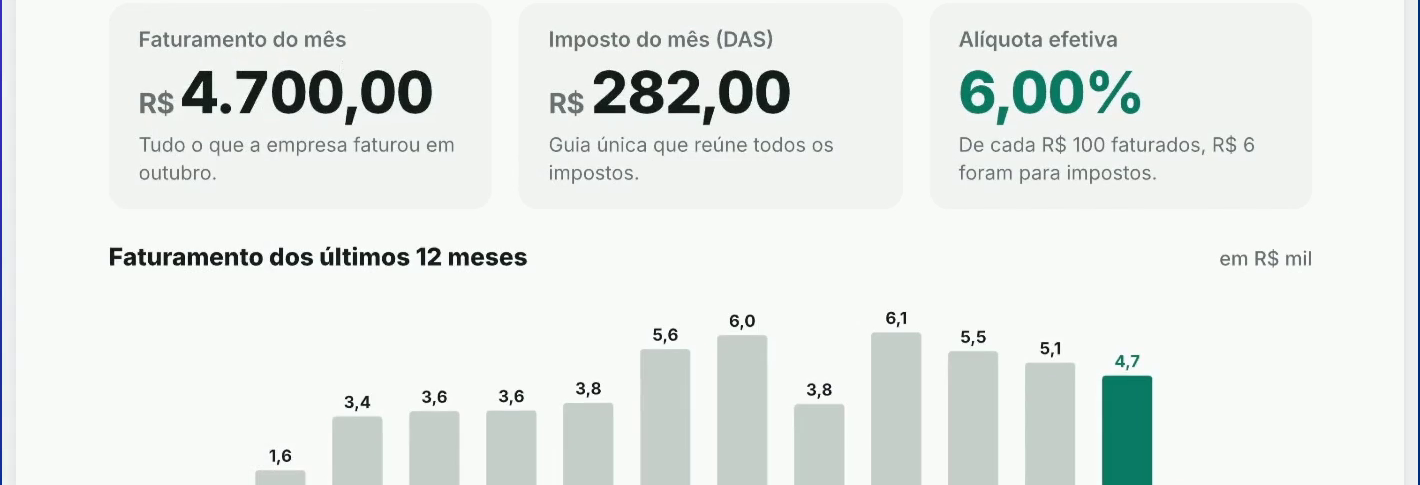 Faturamento do mês
R$ 4.700,00
Tudo o que a empresa faturou em
outubro.
Imposto do mês (DAS)
R$ 282,00
Guia única que reúne todos os
impostos.
Alíquota efetiva
6,00%
De cada R$ 100 faturados, R$ 6
foram para impostos.
Faturamento dos últimos 12 meses
em R$ mil
1,6
3,4
3,6
3,6
3,8
5,6
6,0
3,8
6,1
5,5
5,1
4,7